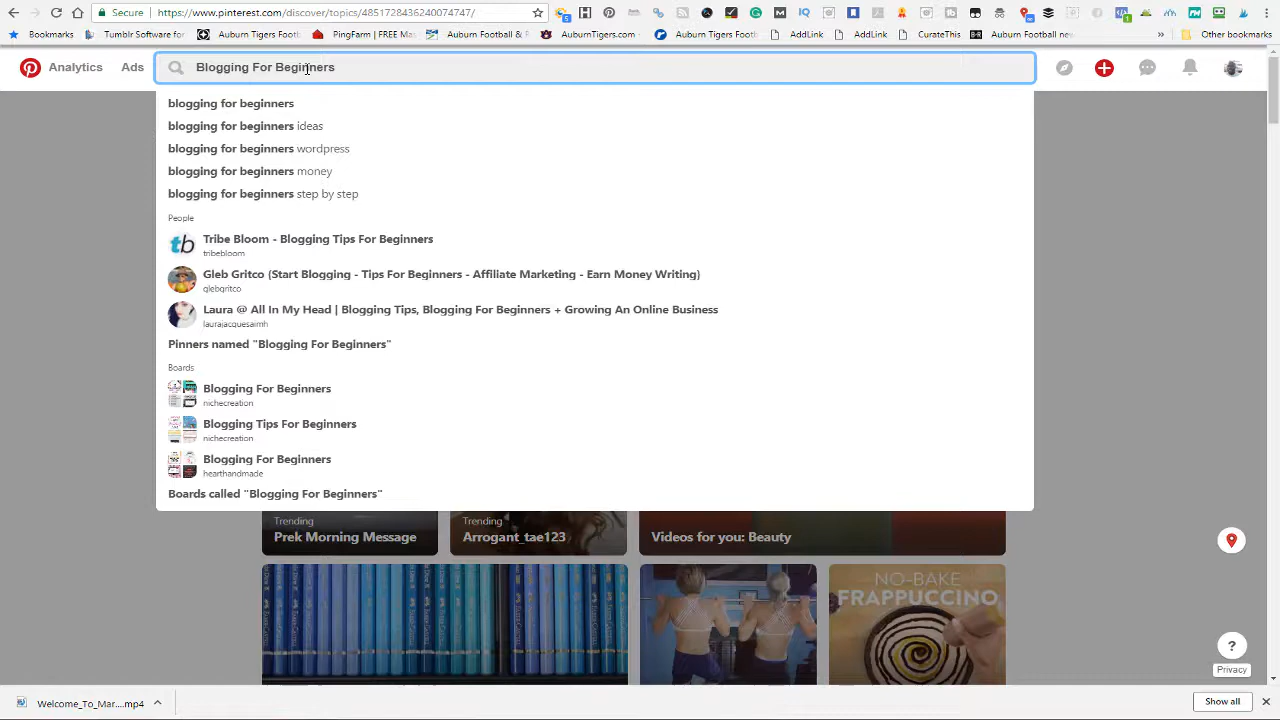 Secure | https://www.pinterest.com/discover/topics/4851728436240074747/
Bookmarks Tumblr Software for Auburn Tigers Footb PingFarm | FREE Mas Auburn Football & B AuburnTigers.com Auburn Tigers Footb AddLink AddLink CurateThis Auburn Football new » Other bookmarks
Analytics Ads Blogging For Beginners
blogging for beginners
blogging for beginners ideas
blogging for beginners wordpress
blogging for beginners money
blogging for beginners step by step
People
Tribe Bloom - Blogging Tips For Beginners
tribebloom
Gleb Gritco (Start Blogging - Tips For Beginners - Affiliate Marketing - Earn Money Writing)
glebgritco
Laura @ All In My Head | Blogging Tips, Blogging For Beginners + Growing An Online Business
laurajacquesaimh
Pinners named "Blogging For Beginners"
Boards
Blogging For Beginners
nichecreation
Blogging Tips For Beginners
nichecreation
Blogging For Beginners
hearthandmade
Boards called "Blogging For Beginners"
Trending Trending
Prek Morning Message Arrogant_tae123 Videos for you: Beauty
NO-BAKE
FRAPPUCCINO
?
Privacy
Welcome_To_Mar....mp4 Show all